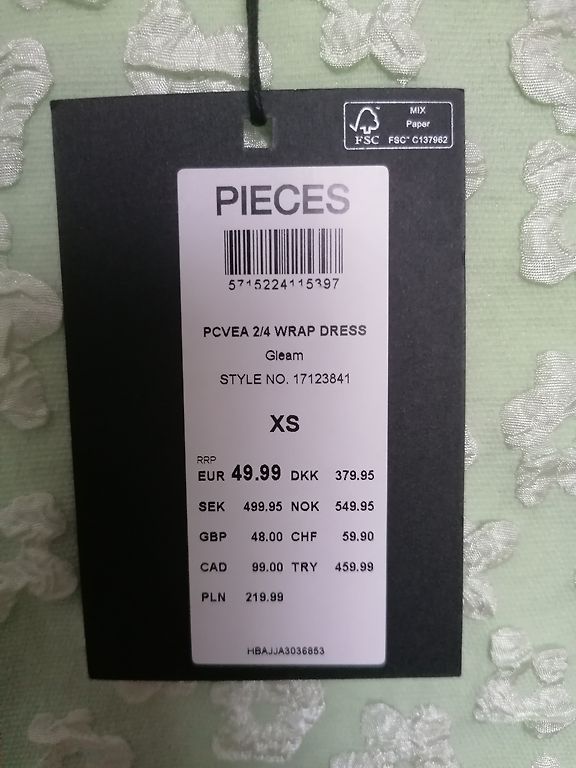 MIX
Paper
FSC
FSC™ C137962
PIECES
5715224115397
PCVEA 2/4 WRAP DRESS
Gleam
STYLE NO. 17123841
XS
RRP
EUR 49.99 DKK 379.95
SEK 499.95 NOK 549.95
GBP 48.00 CHF 59.90
CAD 99.00 TRY 459.99
PLN 219.99
HBAJJA3036853